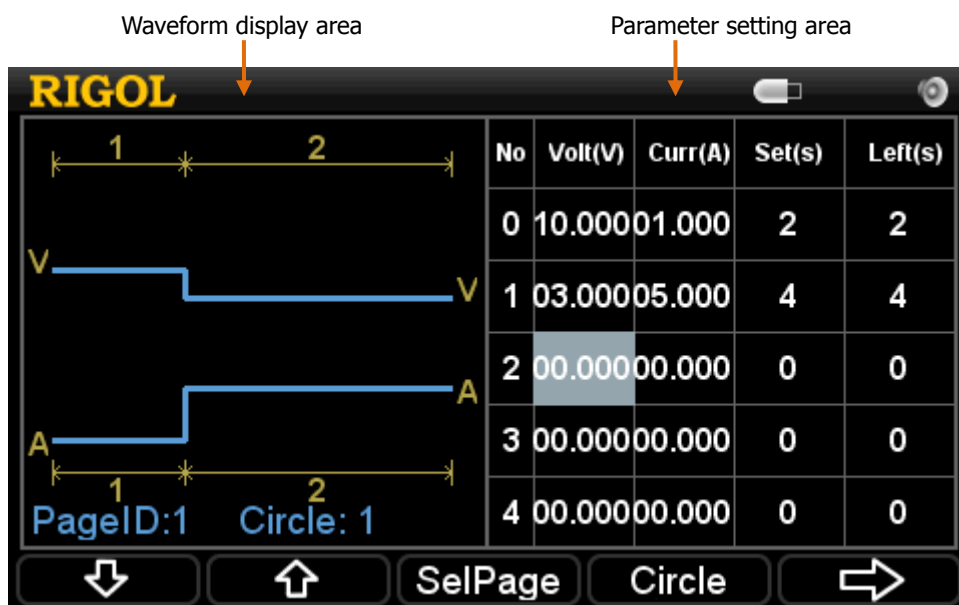 Waveform display area Parameter setting area
RIGOL
1 2
V V
A A
1 2
PageID:1 Circle: 1
No Volt(V) Curr(A) Set(s) Left(s)
0 10.000 01.000 2 2
1 03.000 05.000 4 4
2 00.000 00.000 0 0
3 00.000 00.000 0 0
4 00.000 00.000 0 0
SelPage Circle